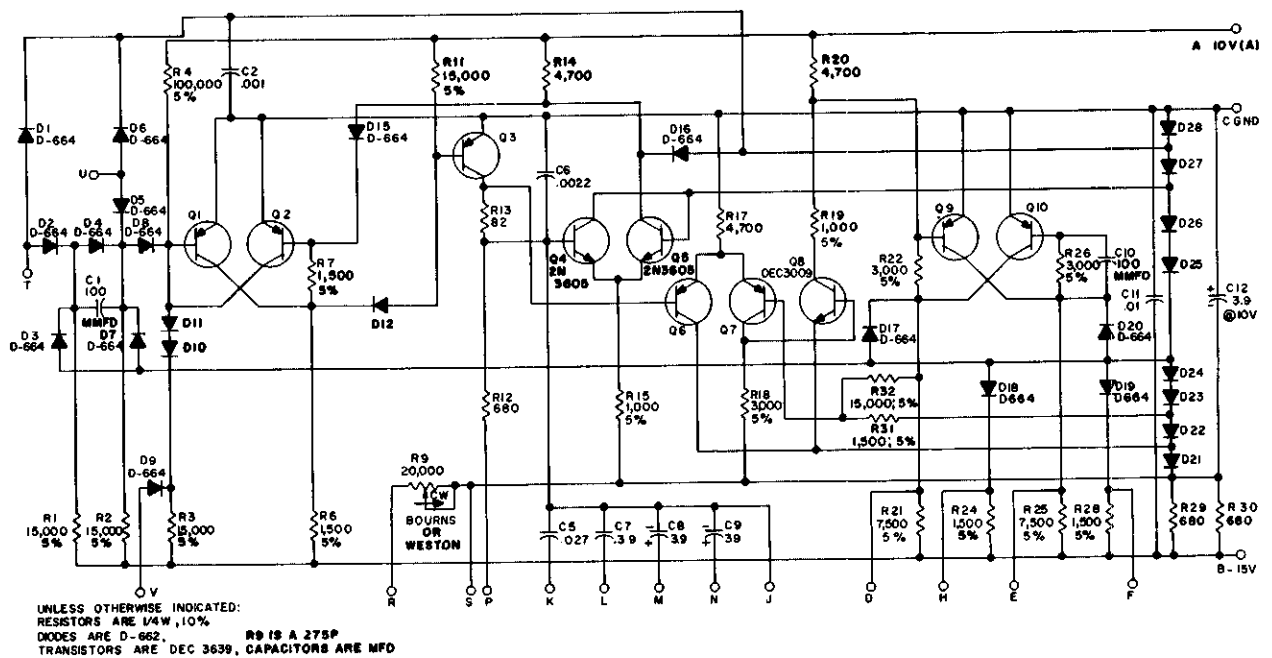 A 10V(A)
R4
100,000
5%
C2
.001
R11
15,000
5%
R14
4,700
R20
4,700
C GND
D1
D-664
D6
D-664
D15
D-664
Q3
D16
D-664
D28
D27
U
D5
D-664
C6
.0022
D2
D-664
D4
D-664
D8
D-664
Q1
Q2
R13
82
R17
4,700
R19
1,000
5%
Q9
Q10
D26
T
C1
100
MMFD
R7
1,500
5%
Q4
2N
3605
Q5
2N3605
Q8
DEC3009
R22
3,000
5%
R26
3,000
5%
C10
100
MMFD
D25
C11
.01
C12
3.9
@10V
+
D3
D-664
D7
D-664
D11
D10
D12
Q6
Q7
D17
D-664
D20
D-664
R12
680
R15
1,000
5%
R18
3,000
5%
R32
15,000; 5%
R31
1,500; 5%
D18
D664
D19
D664
D24
D23
D22
D21
D9
D-664
R9
20,000
CW
BOURNS
OR
WESTON
R1
15,000
5%
R2
15,000
5%
R3
15,000
5%
R6
1,500
5%
C5
.027
C7
.39
C8
3.9
+
C9
39
+
R21
7,500
5%
R24
1,500
5%
R25
7,500
5%
R28
1,500
5%
R29
680
R30
680
B-15V
V
R
S
P
K
L
M
N
J
D
H
E
F
UNLESS OTHERWISE INDICATED:
RESISTORS ARE 1/4W, 10%
DIODES ARE D-662, R9 IS A 275P
TRANSISTORS ARE DEC 3639, CAPACITORS ARE MFD